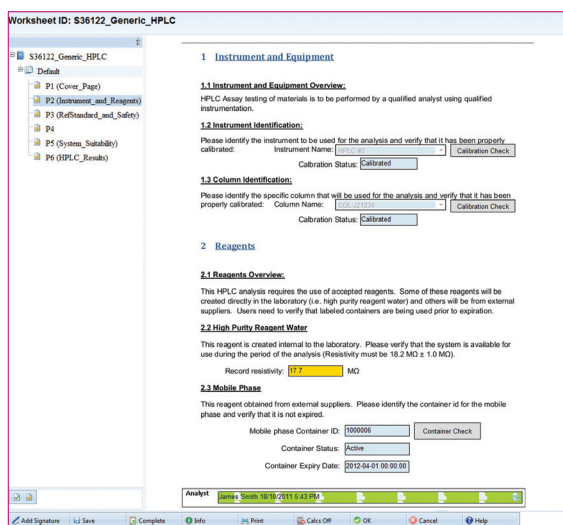 Worksheet ID: S36122_Generic_HPLC
S36122_Generic_HPLC
Default
P1 (Cover_Page)
P2 (Instrument_and_Reagents)
P3 (RefStandard_and_Safety)
P4
P5 (System_Suitability)
P6 (HPLC_Results)
1 Instrument and Equipment
1.1 Instrument and Equipment Overview:
HPLC Assay testing of materials is to be performed by a qualified analyst using qualified
instrumentation.
1.2 Instrument Identification:
Please identify the instrument to be used for the analysis and verify that it has been properly
calibrated: Instrument Name: HPLC #2 Calibration Check
Calbration Status: Calibrated
1.3 Column Identification:
Please identify the specific column that will be used for the analysis and verify that it has been
properly calibrated: Column Name: COL-JZ1234 Calibration Check
Calbration Status: Calibrated
2 Reagents
2.1 Reagents Overview:
This HPLC analysis requires the use of accepted reagents. Some of these reagents will be
created directly in the laboratory (i.e. high purity reagent water) and others will be from external
suppliers. Users need to verify that labeled containers are being used prior to expiration.
2.2 High Purity Reagent Water
This reagent is created internal to the laboratory. Please verify that the system is available for
use during the period of the analysis (Resistivity must be 18.2 MΩ ± 1.0 MΩ).
Record resistivity: 17.7 MΩ
2.3 Mobile Phase
This reagent obtained from external suppliers. Please identify the container id for the mobile
phase and verify that it is not expired.
Mobile phase Container ID: 1000006 Container Check
Container Status: Active
Container Expiry Date: 2012-04-01 00:00:00
Analyst James Smith 18/10/2011 5:43 PM
Add Signature Save Complete Info Print Calcs Off OK Cancel Help